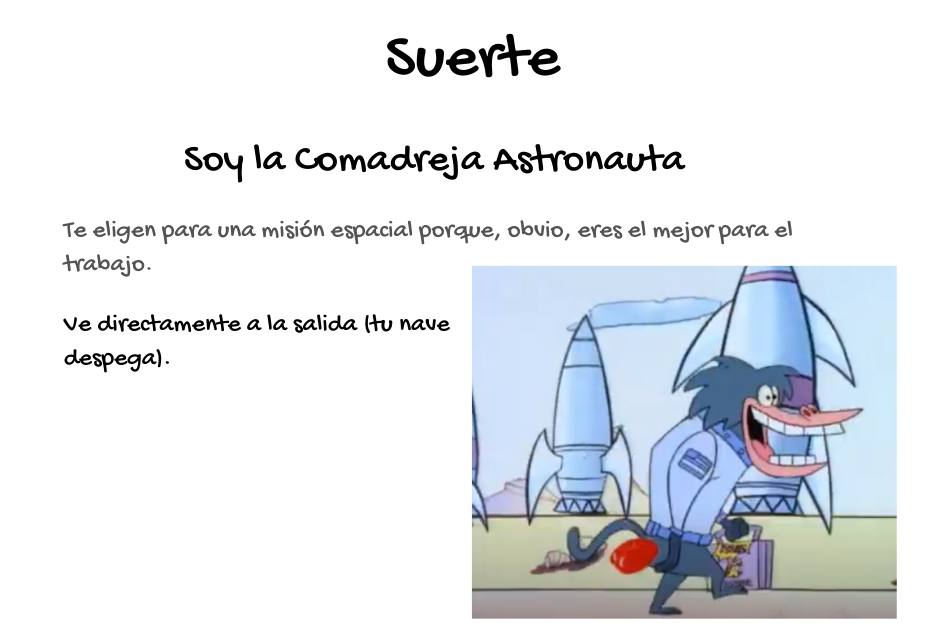 Suerte
Soy la Comadreja Astronauta
Te eligen para una misión espacial porque, obvio, eres el mejor para el
trabajo.
Ve directamente a la salida (tu nave
despega).